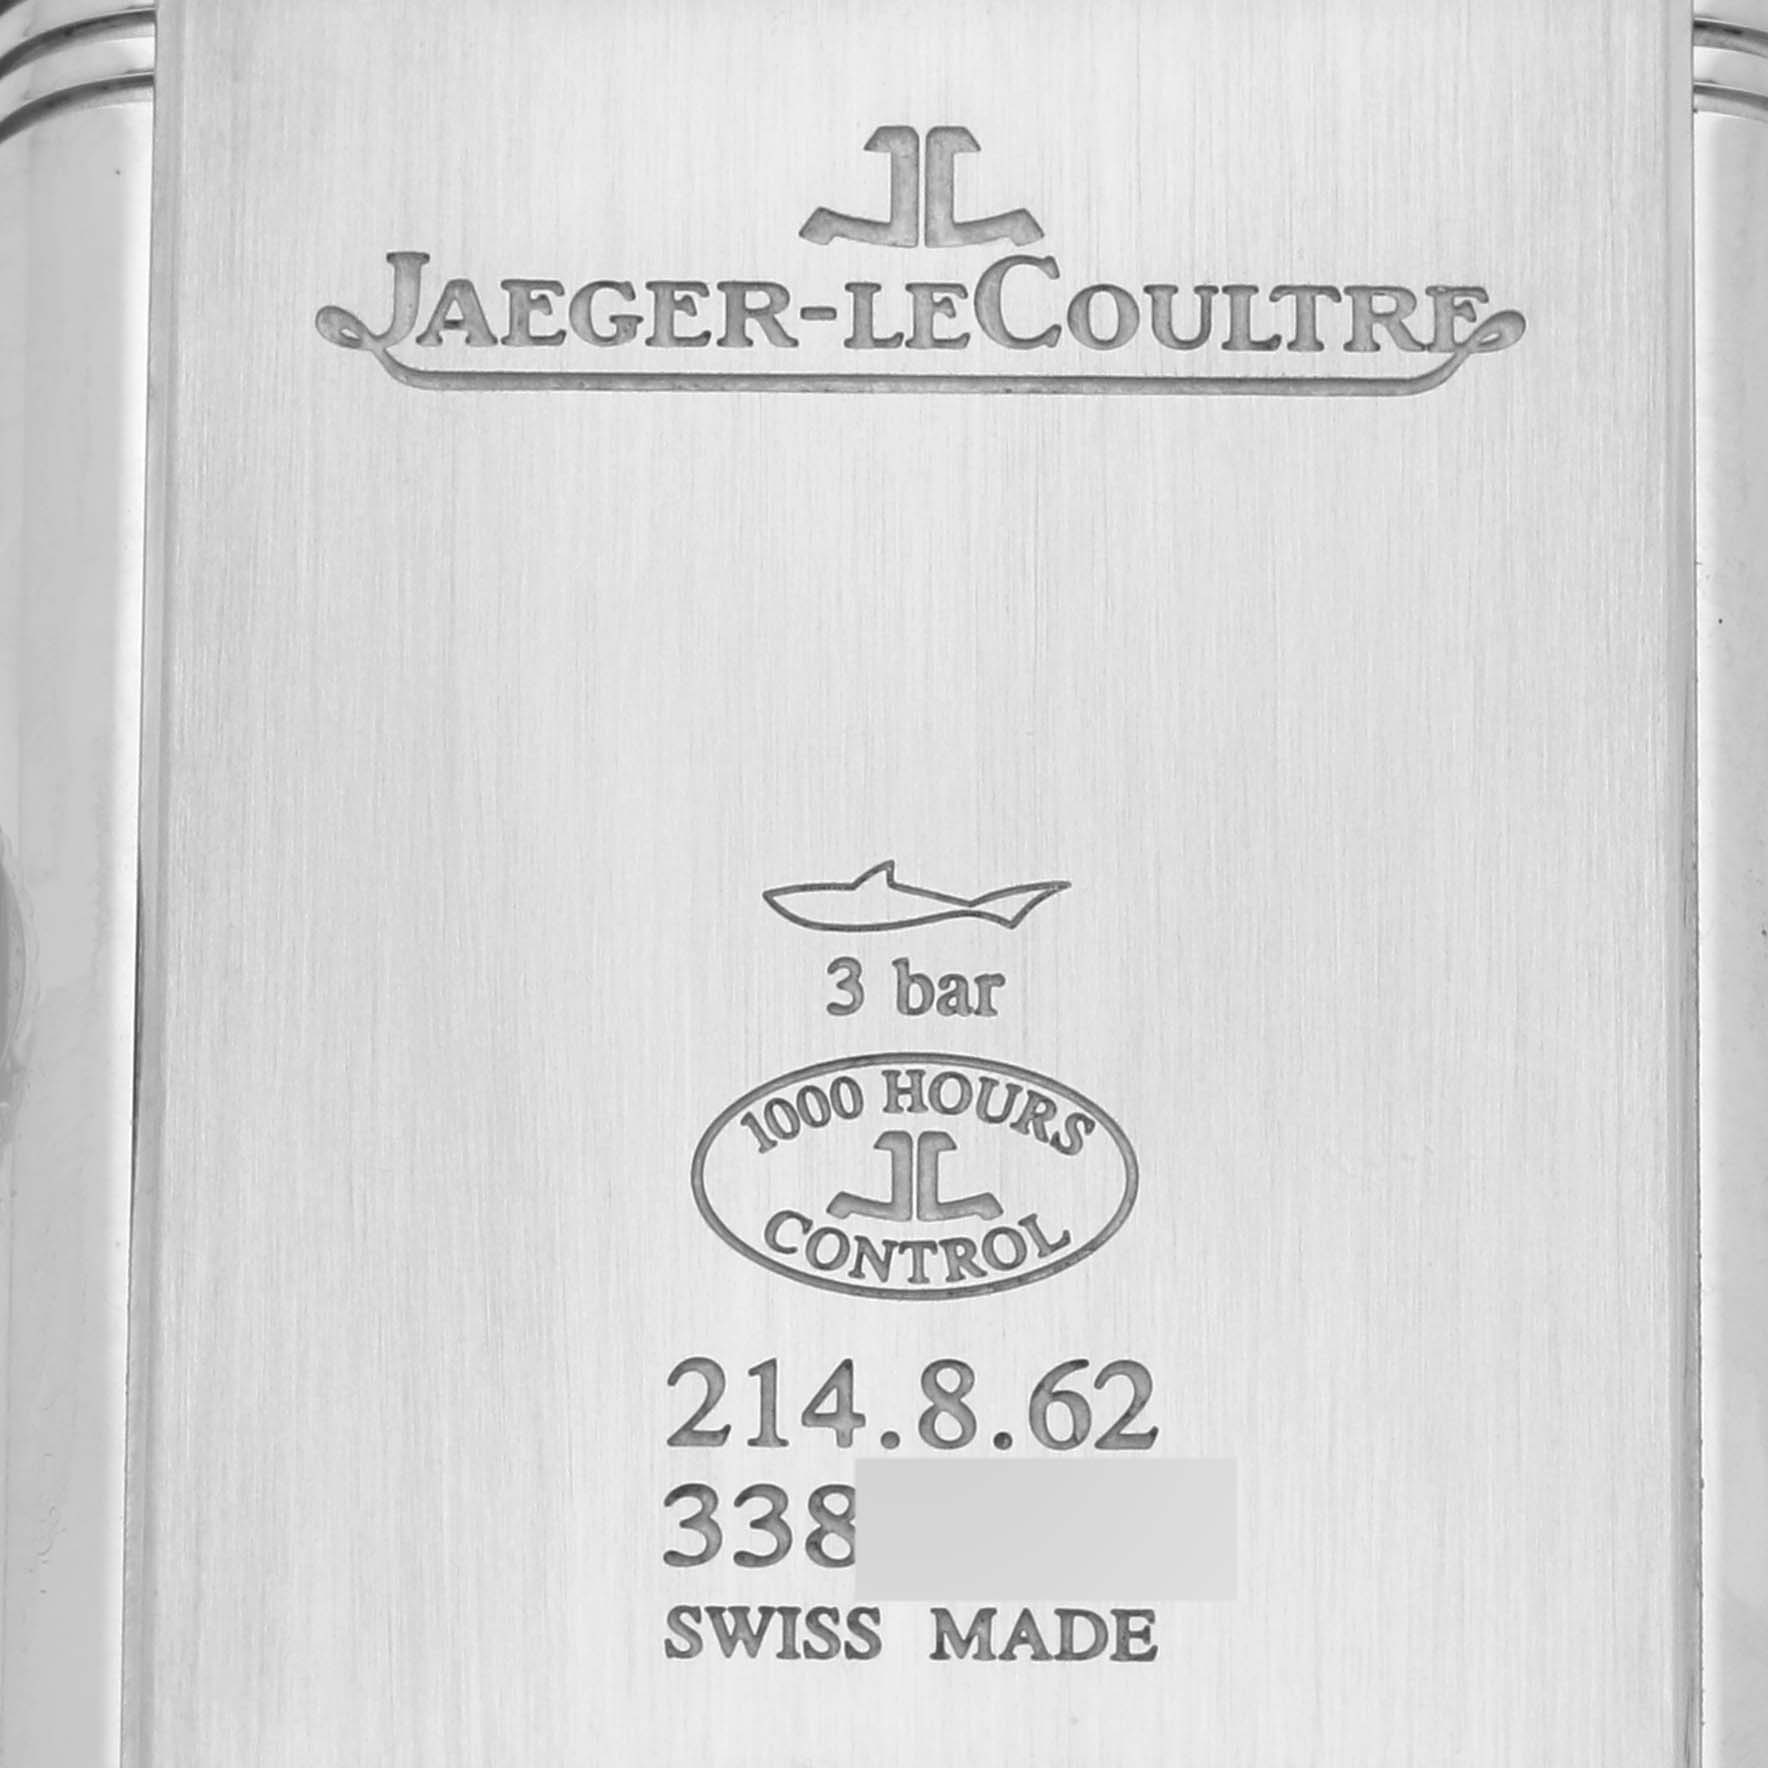 JAEGER-LECOULTRE
3 bar
1000 HOURS
CONTROL
214.8.62
338
SWISS MADE